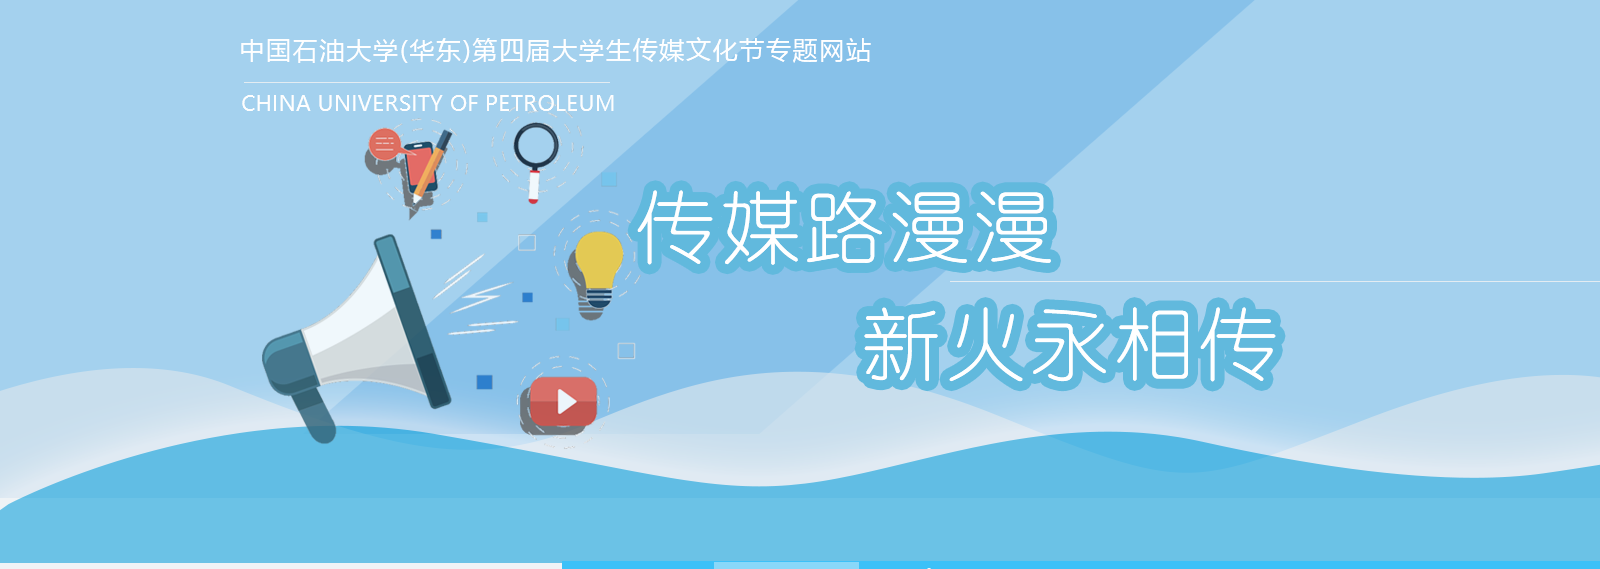 中国石油大学(华东)第四届大学生传媒文化节专题网站
CHINA UNIVERSITY OF PETROLEUM
传媒路漫漫
新火永相传